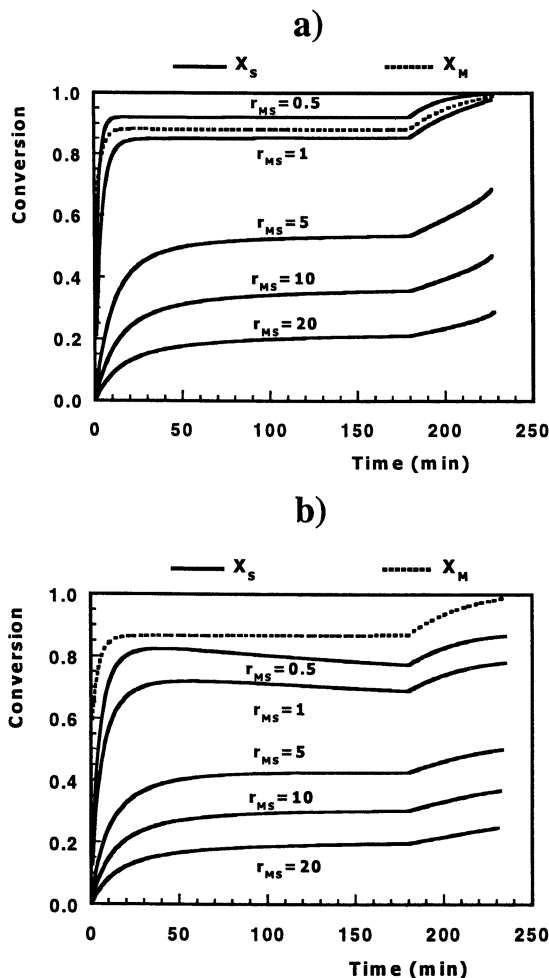 a)
X_S X_M
Conversion
1.0
0.8
0.6
0.4
0.2
0.0
r_MS=0.5
r_MS=1
r_MS=5
r_MS=10
r_MS=20
0 50 100 150 200 250
Time (min)
b)
X_S X_M
Conversion
1.0
0.8
0.6
0.4
0.2
0.0
r_MS=0.5
r_MS=1
r_MS=5
r_MS=10
r_MS=20
0 50 100 150 200 250
Time (min)